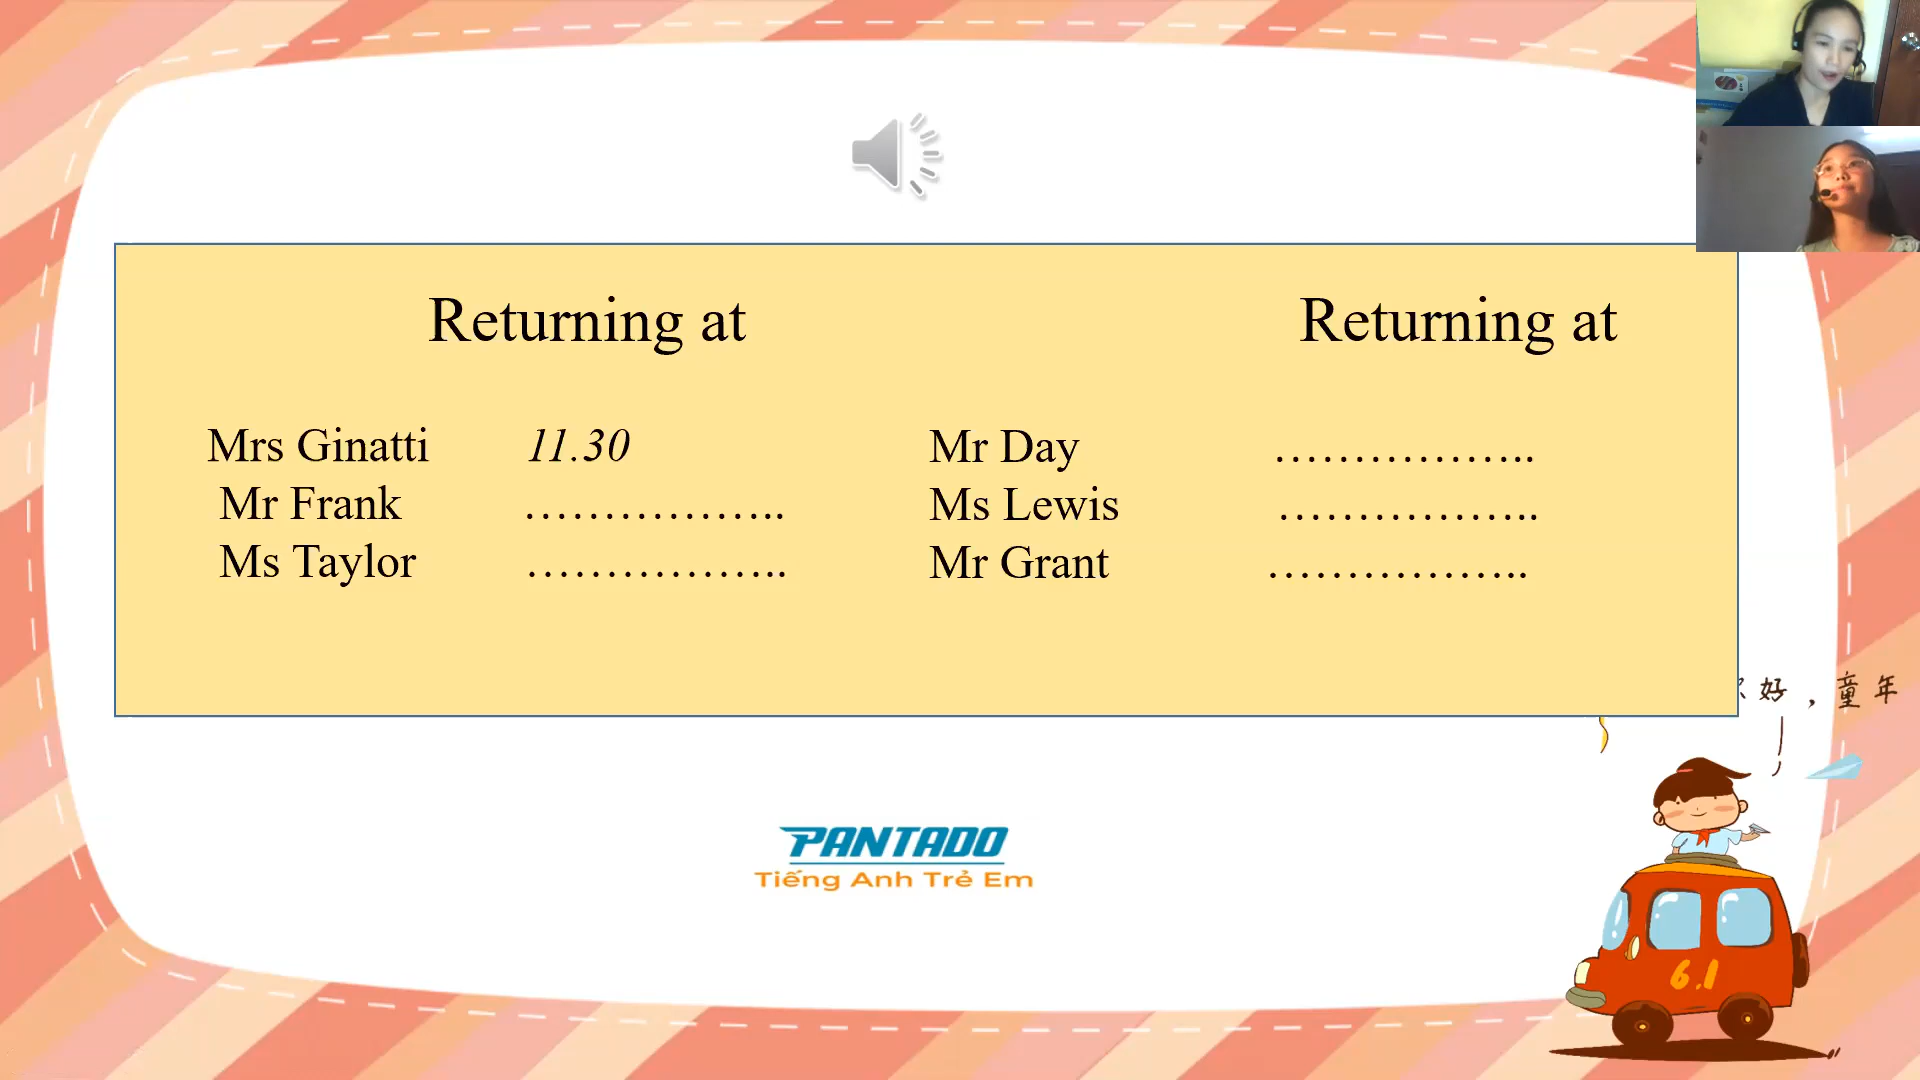 Returning at
Returning at
Mrs Ginatti 11.30
Mr Frank ……………..
Ms Taylor ……………..
Mr Day ……………..
Ms Lewis ……………..
Mr Grant ……………..
好，童年
PANTADO
Tiếng Anh Trẻ Em
6.1